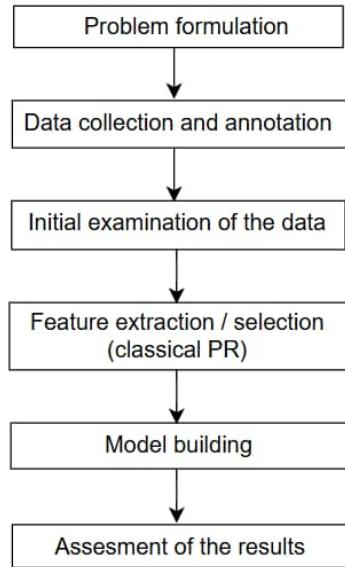 Problem formulation
Data collection and annotation
Initial examination of the data
Feature extraction / selection
(classical PR)
Model building
Assesment of the results